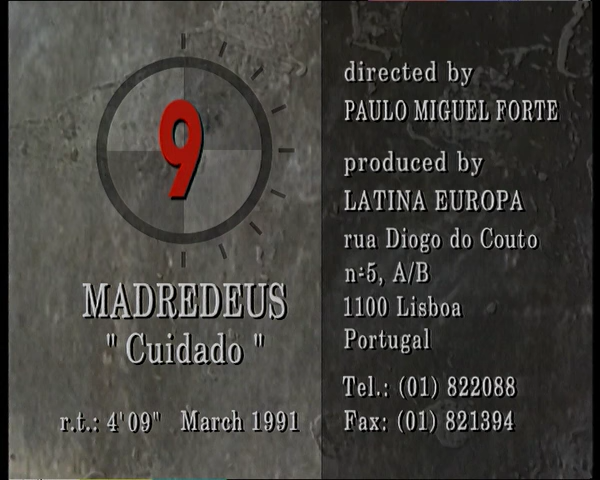 9
MADREDEUS
" Cuidado "
r.t.: 4'09" March 1991
directed by
PAULO MIGUEL FORTE
produced by
LATINA EUROPA
rua Diogo do Couto
nº5, A/B
1100 Lisboa
Portugal
Tel.: (01) 822088
Fax: (01) 821394